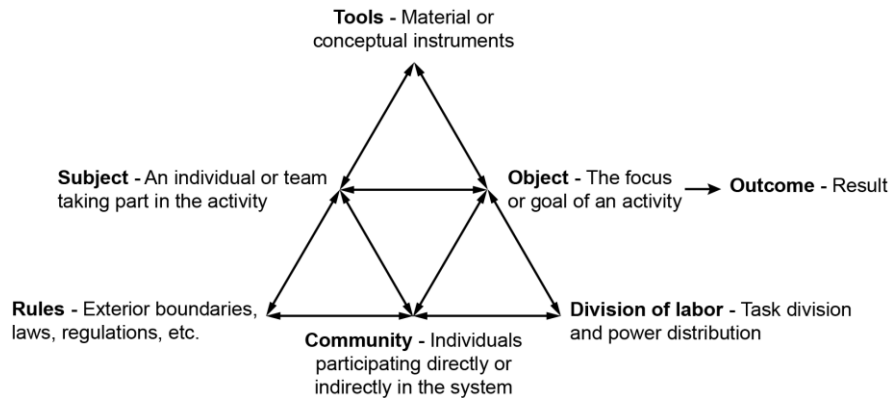 Tools - Material or
conceptual instruments
Subject - An individual or team
taking part in the activity
Object - The focus
or goal of an activity
Outcome - Result
Rules - Exterior boundaries,
laws, regulations, etc.
Community - Individuals
participating directly or
indirectly in the system
Division of labor - Task division
and power distribution